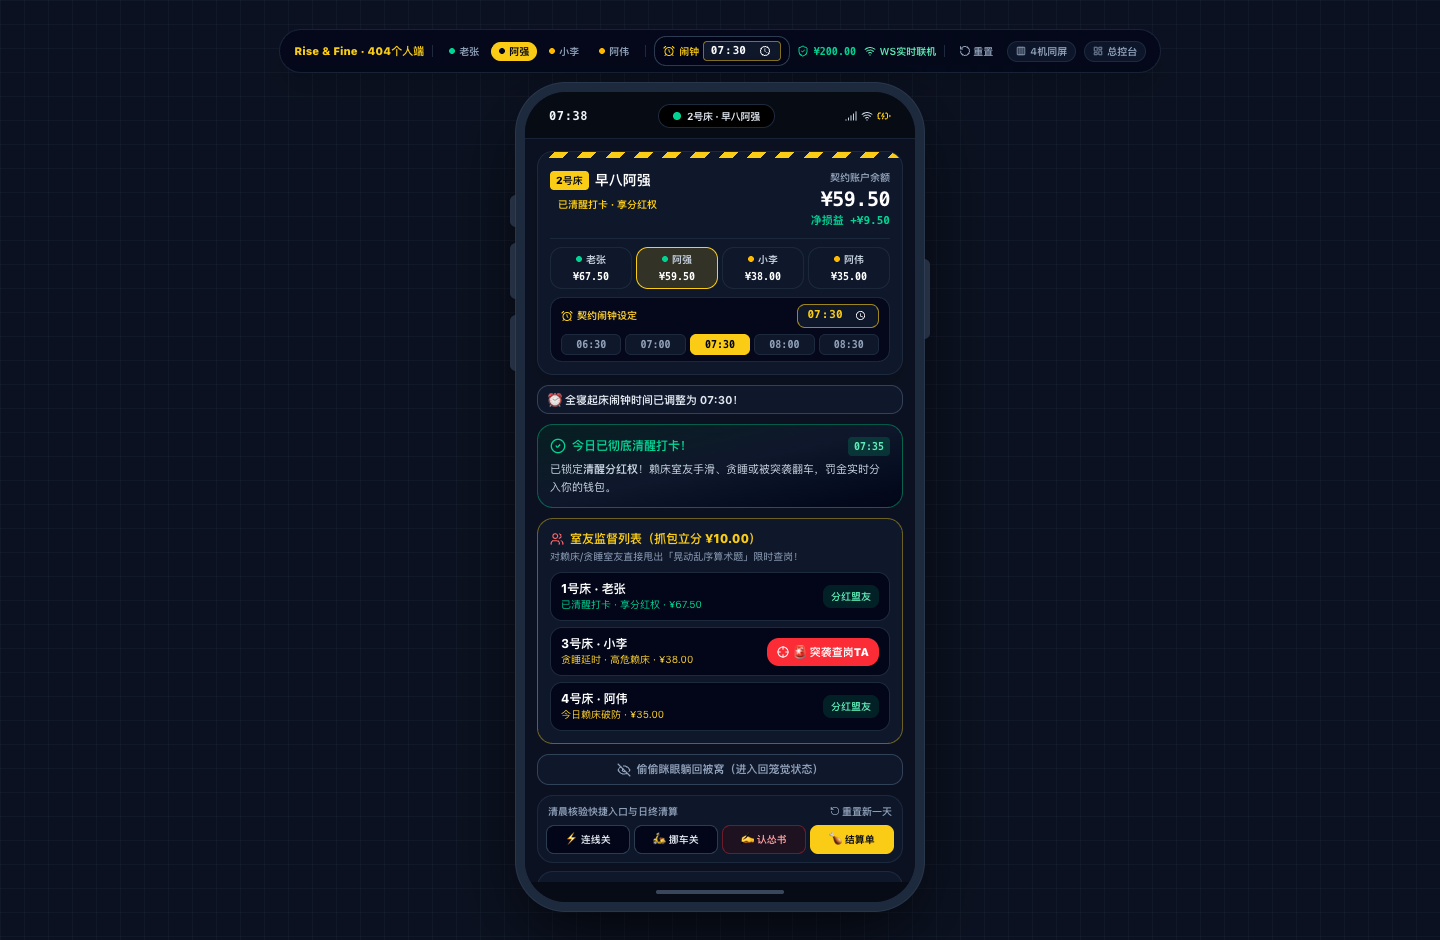 Rise & Fine · 404个人端 老张 阿强 小李 阿伟 闹钟 07:30 ¥200.00 WS实时联机 重置 4机同屏 总控台
07:38 2号床 · 早八阿强
2号床 早八阿强
已清醒打卡 · 享分红权
契约账户余额
¥59.50
净损益 +¥9.50
老张 阿强 小李 阿伟
¥67.50 ¥59.50 ¥38.00 ¥35.00
契约闹钟设定 07:30
06:30 07:00 07:30 08:00 08:30
⏰ 全寝起床闹钟时间已调整为 07:30！
今日已彻底清醒打卡！ 07:35
已锁定清醒分红权！赖床室友手滑、贪睡或被突袭翻车，罚金实时分
入你的钱包。
室友监督列表（抓包立分 ¥10.00）
对赖床/贪睡室友直接甩出「晃动乱序算术题」限时查岗！
1号床 · 老张
已清醒打卡 · 享分红权 · ¥67.50
分红盟友
3号床 · 小李
贪睡延时 · 高危赖床 · ¥38.00
🚨 突袭查岗TA
4号床 · 阿伟
今日赖床破防 · ¥35.00
分红盟友
偷偷眯眼躺回被窝（进入回笼觉状态）
清晨核验快捷入口与日终清算 重置新一天
⚡ 连线关 🛵 挪车关 ✍️ 认怂书 🍗 结算单